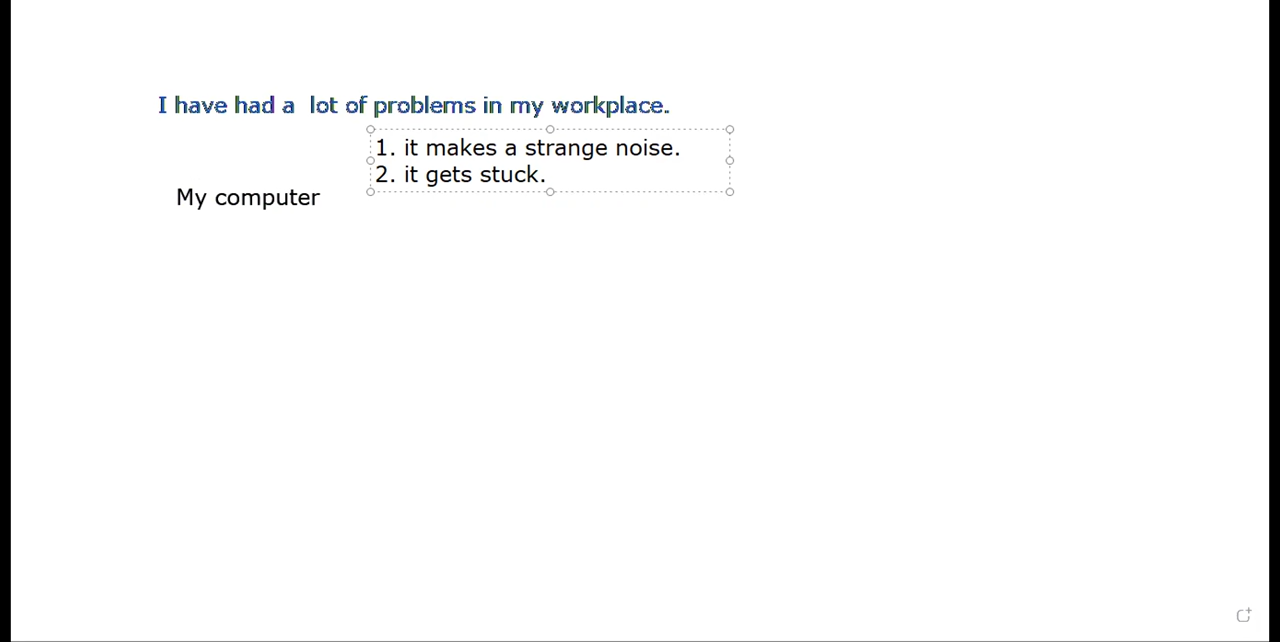 I have had a  lot of problems in my workplace.
1. it makes a strange noise.
2. it gets stuck.
My computer